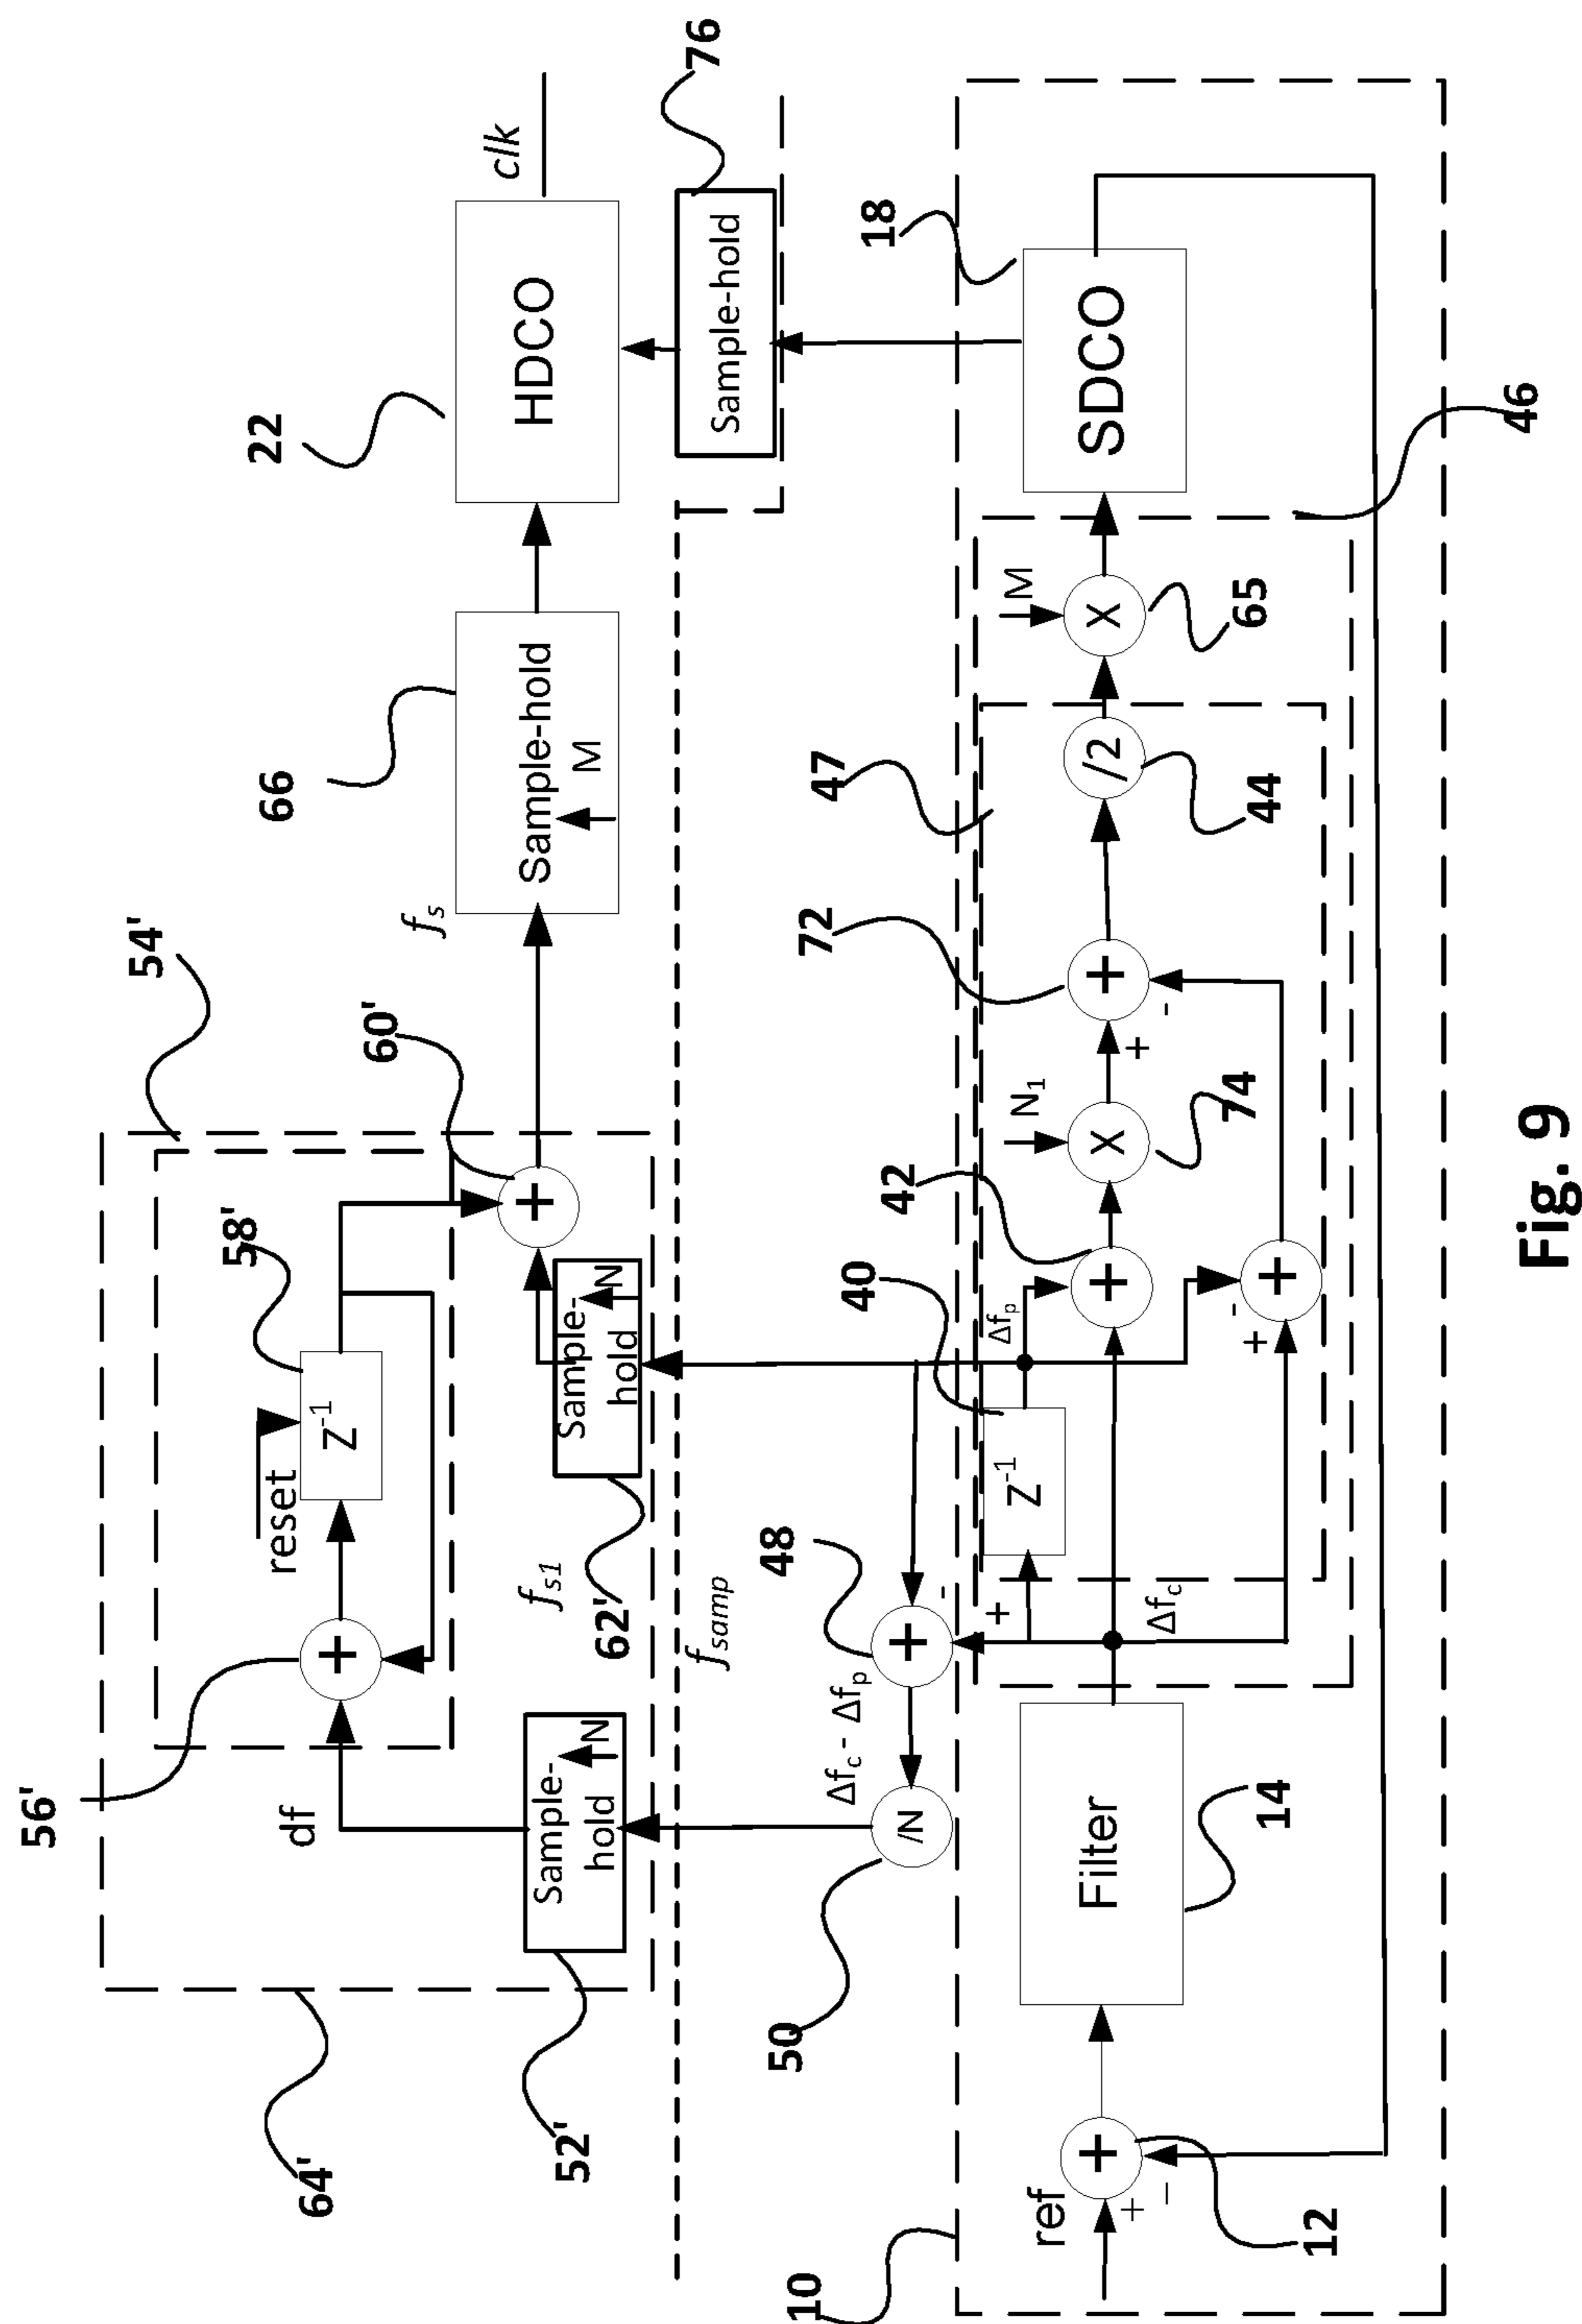 64'
56'
54'
df
reset
Z⁻¹
58'
60'
+
+
52'
Sample-
hold
N
f_s1
62'
Sample-
hold
N
f_s
66
Sample-hold
M
22
HDCO
clk
76
Sample-hold
f_samp
50
/N
Δf_c - Δf_p
48
+
+
-
10
ref
+
-
+
12
Filter
14
Δf_c
Z⁻¹
40
Δf_p
42
+
+
-
+
N₁
X
74
+
-
72
+
47
/2
44
M
X
65
46
SDCO
18
Fig. 9